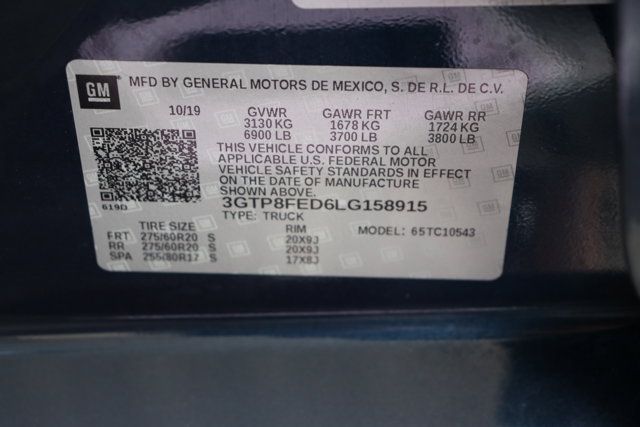 GM
MFD BY GENERAL MOTORS DE MEXICO, S. DE R.L. DE C.V.
10/19 GVWR GAWR FRT GAWR RR
3130 KG 1678 KG 1724 KG
6900 LB 3700 LB 3800 LB
THIS VEHICLE CONFORMS TO ALL
APPLICABLE U.S. FEDERAL MOTOR
VEHICLE SAFETY STANDARDS IN EFFECT
ON THE DATE OF MANUFACTURE
SHOWN ABOVE.
619D
3GTP8FED6LG158915
TYPE: TRUCK
TIRE SIZE RIM MODEL: 65TC10543
FRT 275/60R20 S 20X9J
RR 275/60R20 S 20X9J
SPA 255/80R17 S 17X8J